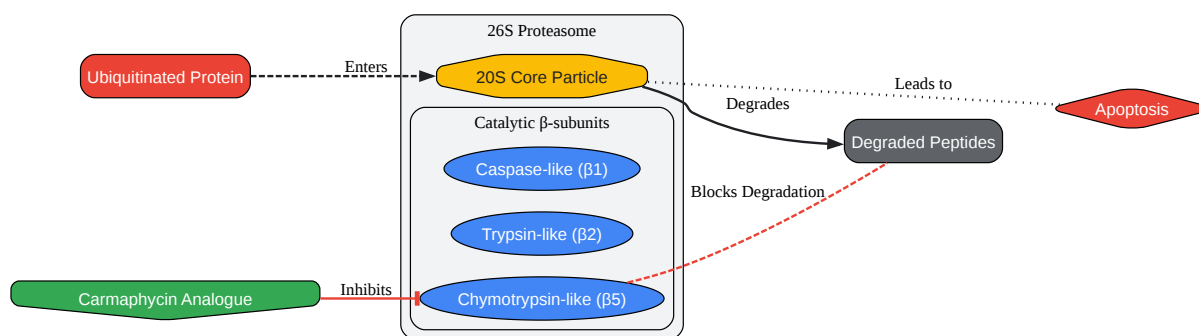 26S Proteasome
Ubiquitinated Protein
Enters
20S Core Particle
Leads to
Apoptosis
Degrades
Catalytic β-subunits
Degraded Peptides
Caspase-like (β1)
Blocks Degradation
Trypsin-like (β2)
Carmaphycin Analogue
Inhibits
Chymotrypsin-like (β5)